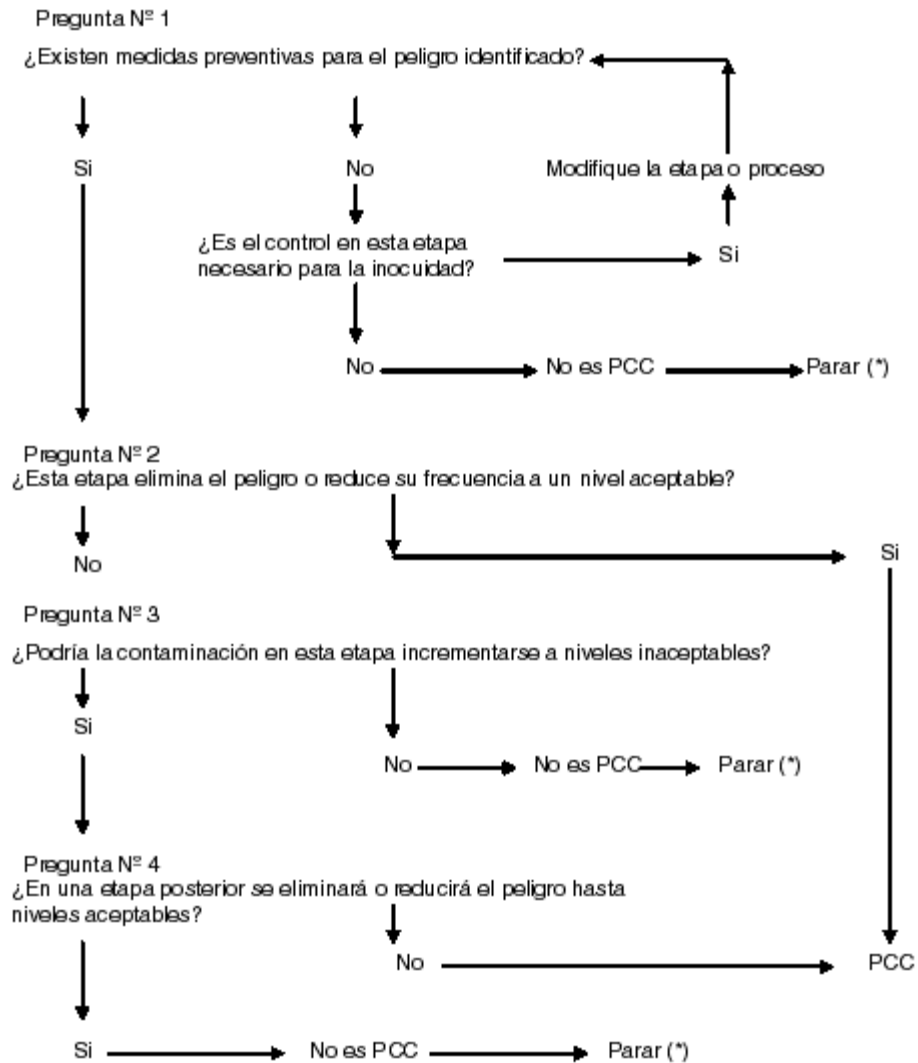 Pregunta Nº 1
¿Existen medidas preventivas para el peligro identificado?
Si
No
Modifique la etapa o proceso
¿Es el control en esta etapa
necesario para la inocuidad?
Si
No
No es PCC
Parar (*)
Pregunta Nº 2
¿Esta etapa elimina el peligro o reduce su frecuencia a un nivel aceptable?
No
Si
Pregunta Nº 3
¿Podría la contaminación en esta etapa incrementarse a niveles inaceptables?
Si
No
No es PCC
Parar (*)
Pregunta Nº 4
¿En una etapa posterior se eliminará o reducirá el peligro hasta
niveles aceptables?
No
PCC
Si
No es PCC
Parar (*)